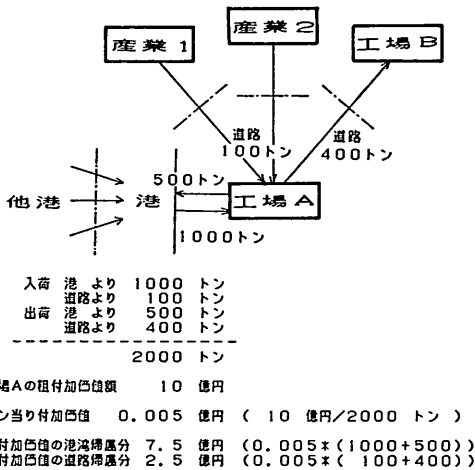 産業1
産業2
工場B
道路
100トン
道路
400トン
500トン
他港
港
工場A
1000トン
入荷 港 より 1000 トン
道路より 100 トン
出荷 港 より 500 トン
道路より 400 トン
2000 トン
場Aの粗付加価値額 10 億円
ン当り付加価値 0.005 億円 ( 10 億円/2000 トン )
付加価値の港湾帰属分 7.5 億円 (0.005*(1000+500))
付加価値の道路帰属分 2.5 億円 (0.005*( 100+400))